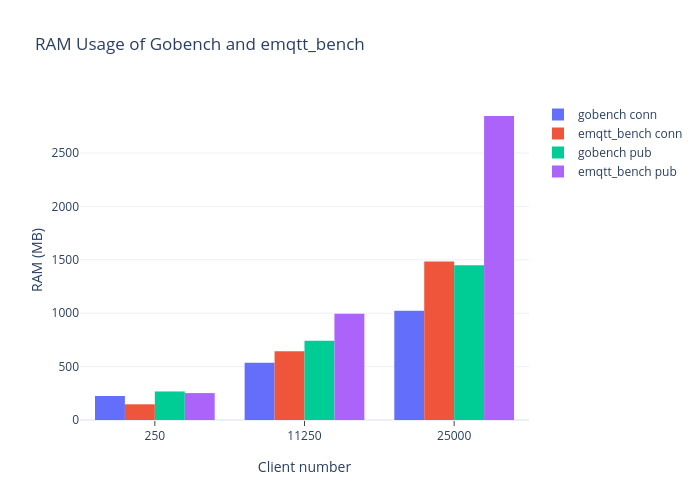 RAM Usage of Gobench and emqtt_bench
gobench conn
emqtt_bench conn
gobench pub
emqtt_bench pub
RAM (MB)
2500
2000
1500
1000
500
0
250
11250
25000
Client number